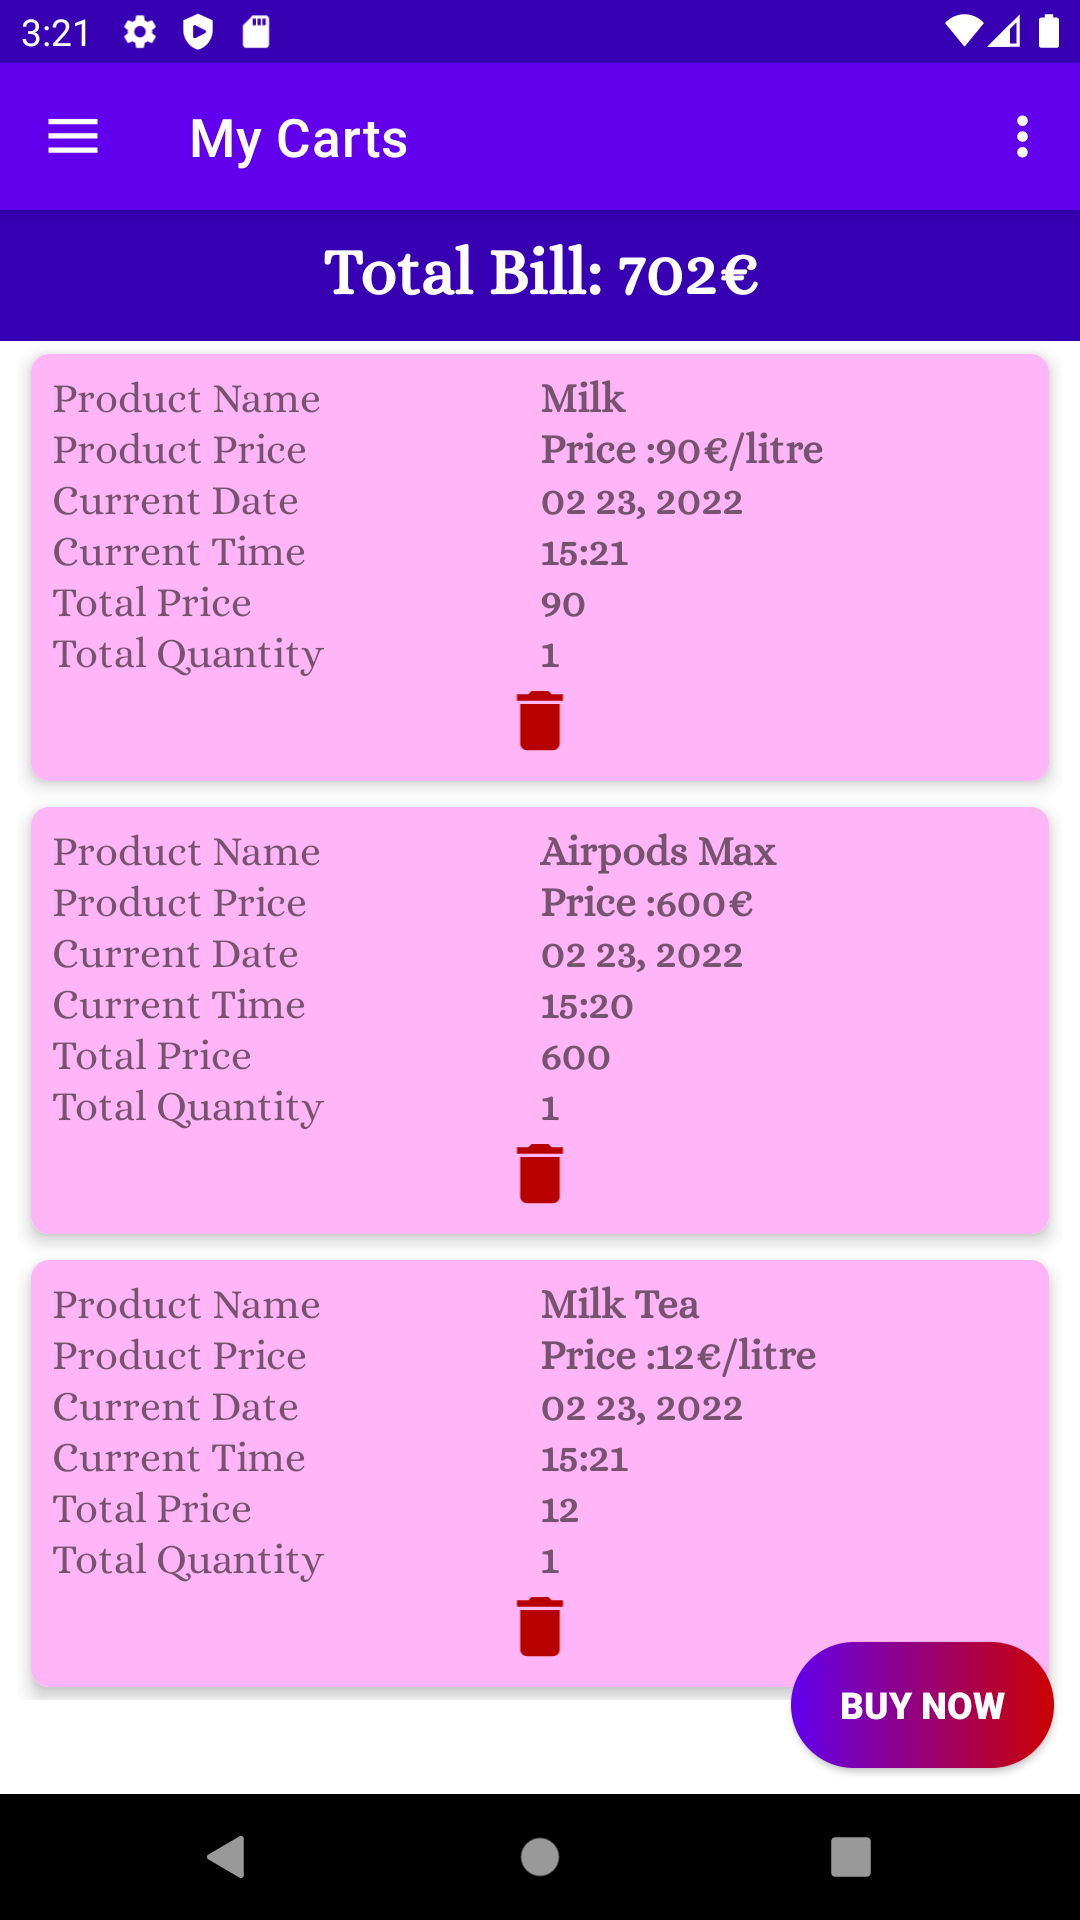 3:21
My Carts
Total Bill: 702€
Product Name Milk
Product Price Price :90€/litre
Current Date 02 23, 2022
Current Time 15:21
Total Price 90
Total Quantity 1
Product Name Airpods Max
Product Price Price :600€
Current Date 02 23, 2022
Current Time 15:20
Total Price 600
Total Quantity 1
Product Name Milk Tea
Product Price Price :12€/litre
Current Date 02 23, 2022
Current Time 15:21
Total Price 12
Total Quantity 1
BUY NOW